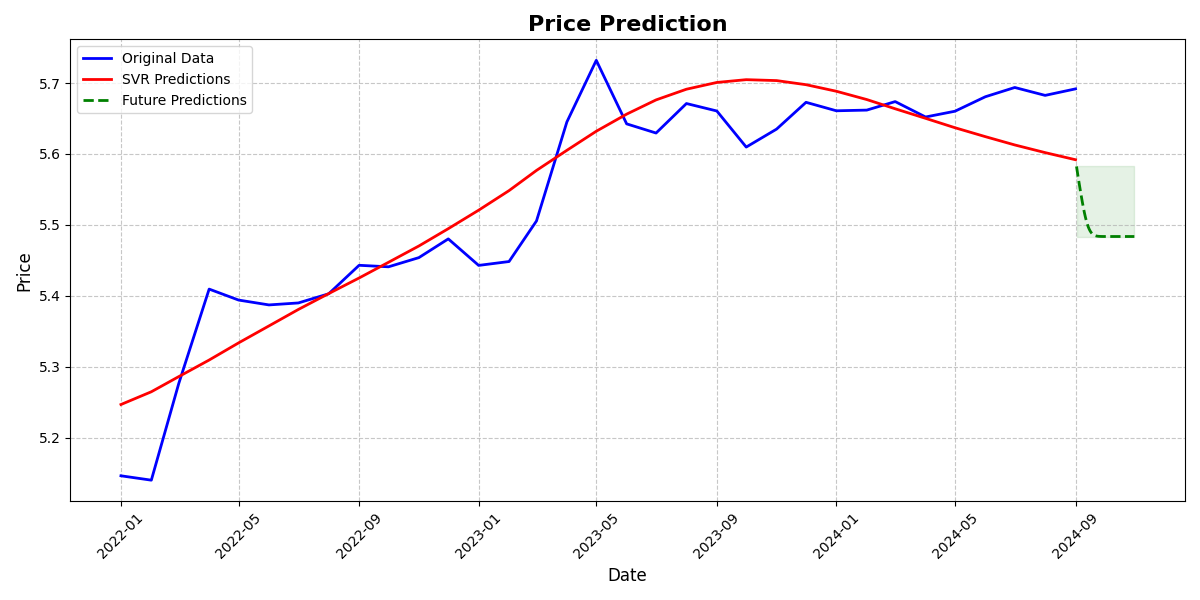 Price Prediction
Original Data
SVR Predictions
Future Predictions
Price
5.7
5.6
5.5
5.4
5.3
5.2
2022-01
2022-05
2022-09
2023-01
2023-05
2023-09
2024-01
2024-05
2024-09
Date